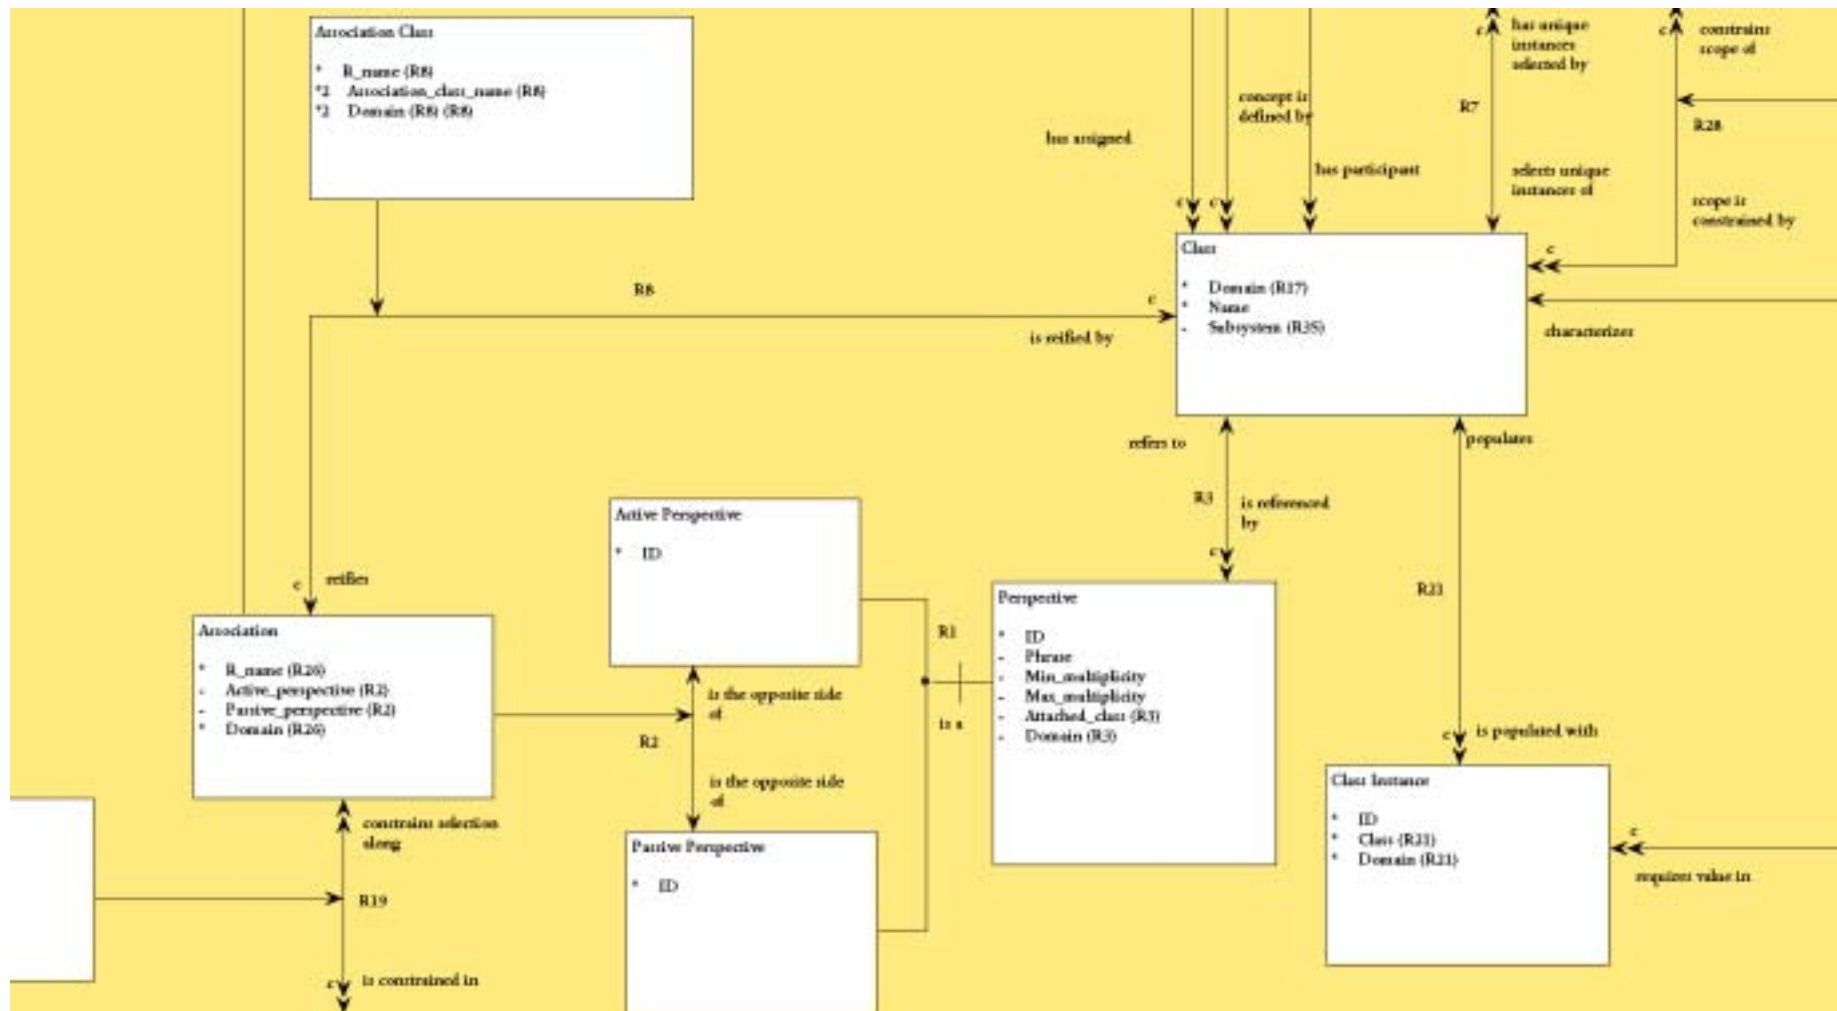 Association Class
* R_name (R8)
*2 Association_class_name (R8)
*2 Domain (R8) (R8)
has assigned
concept is
defined by
has participant
c
c
c
has unique
instances
selected by
R7
selects unique
instances of
c
constrains
scope of
R28
scope is
constrained by
Class
* Domain (R17)
* Name
- Subsystem (R35)
c
characterizes
R8
c
is reified by
refers to
R3
is referenced
by
c
populates
R21
c
is populated with
c
reifies
Association
* R_name (R26)
- Active_perspective (R2)
- Passive_perspective (R2)
* Domain (R26)
Active Perspective
* ID
is the opposite side
of
R2
is the opposite side
of
R1
is a
Perspective
* ID
- Phrase
- Min_multiplicity
- Max_multiplicity
- Attached_class (R3)
- Domain (R3)
Passive Perspective
* ID
constrains selection
along
R19
c
is constrained in
Class Instance
* ID
* Class (R21)
* Domain (R21)
c
requires value in